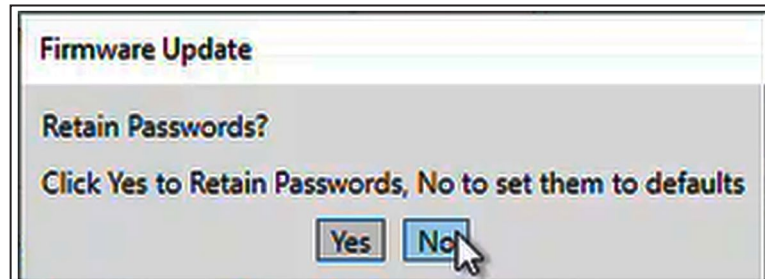 Firmware Update
Retain Passwords?
Click Yes to Retain Passwords, No to set them to defaults
Yes No